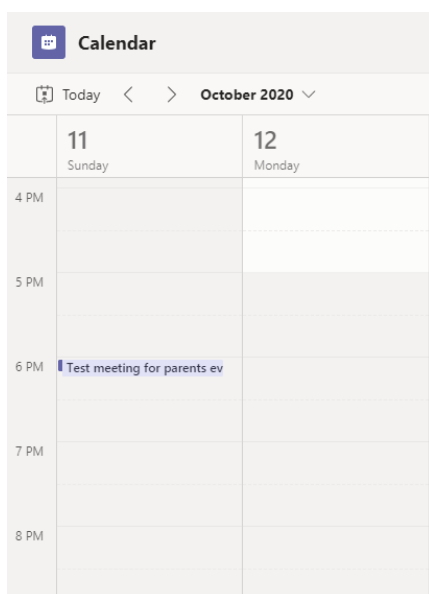 Calendar
Today October 2020
11 12
Sunday Monday
4 PM
5 PM
6 PM Test meeting for parents ev
7 PM
8 PM